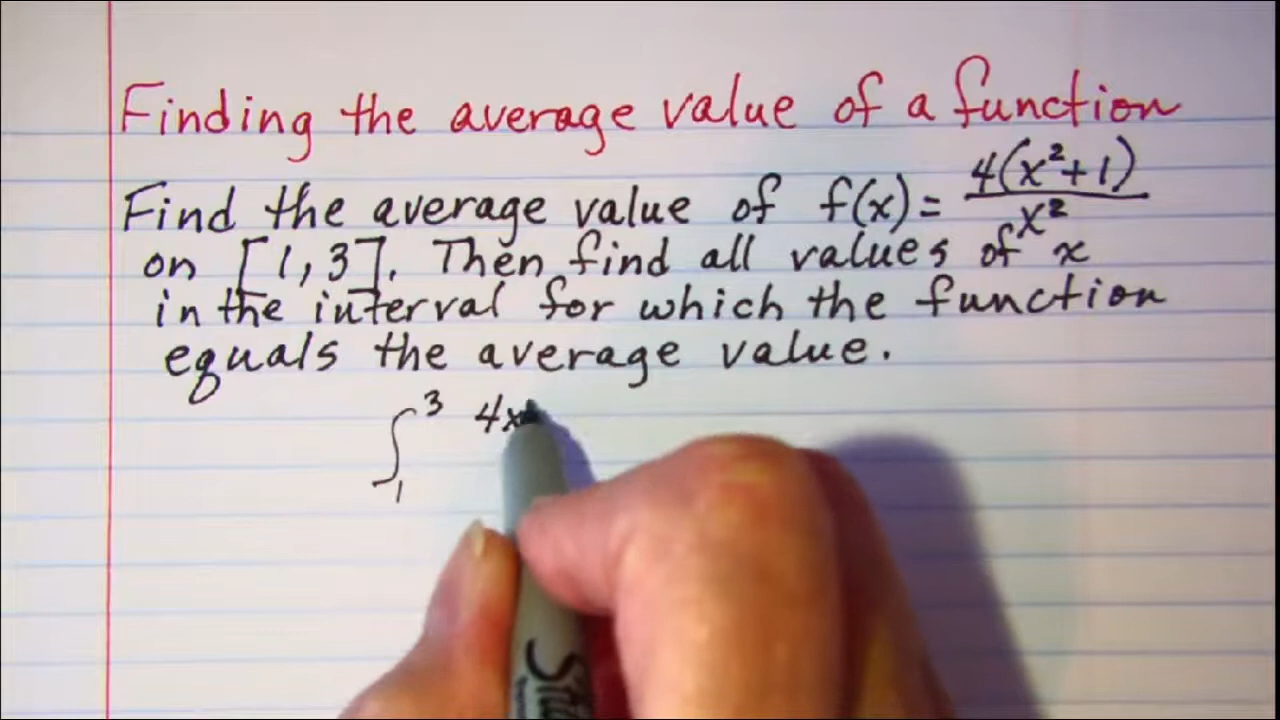 Finding the average value of a function
Find the average value of f(x) = 4(x²+1)/x²
on [1, 3]. Then find all values of x
in the interval for which the function
equals the average value.
∫₁³ 4x